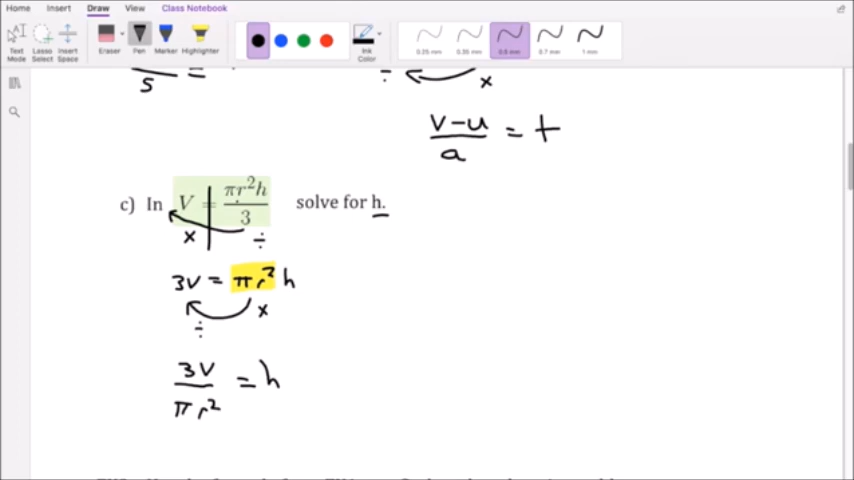 Home Insert Draw View Class Notebook
Text Mode Lasso Select Insert Space Eraser Pen Marker Highlighter Ink Color 0.25 mm 0.35 mm 0.5 mm 0.7 mm 1 mm
5 =
÷ x
v-u/a = t
c) In V = πr²h/3 solve for h.
x ÷
3V = πr² h
÷ x
3V/πr² = h